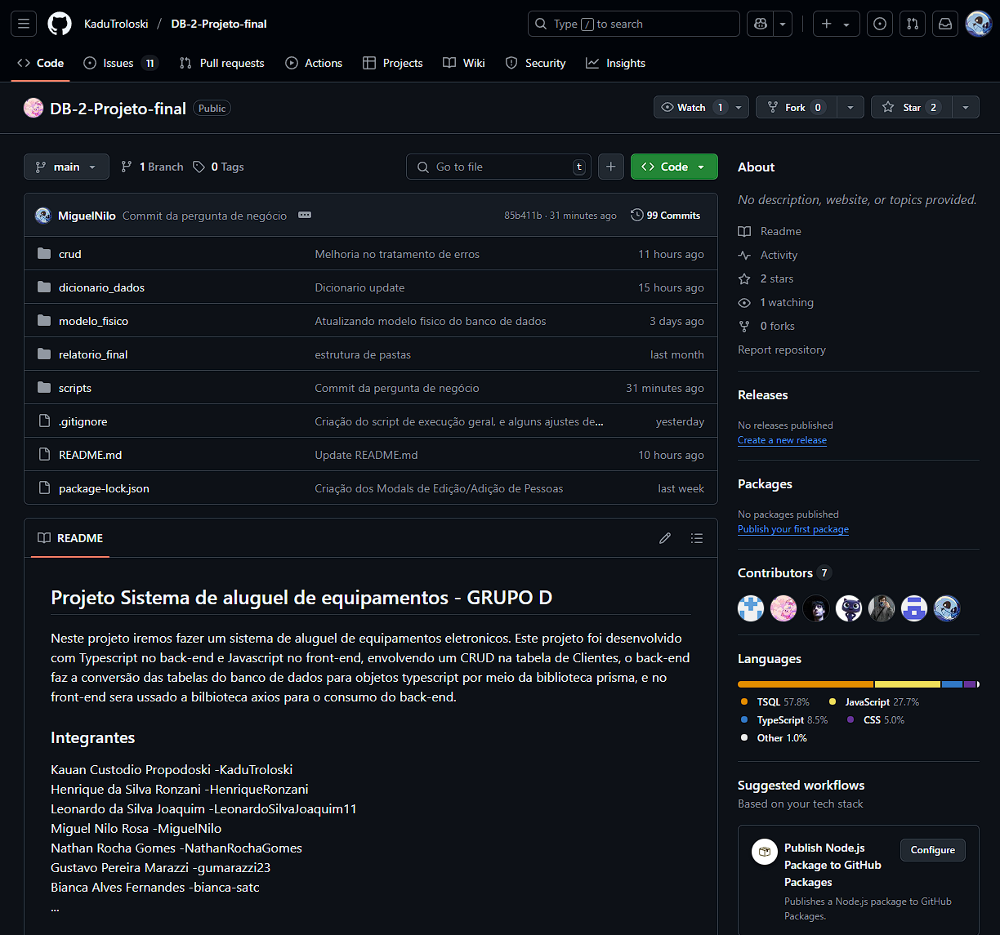 KaduTroloski / DB-2-Projeto-final
Type / to search
Code
Issues 11
Pull requests
Actions
Projects
Wiki
Security
Insights
DB-2-Projeto-final Public
Watch 1
Fork 0
Star 2
main
1 Branch
0 Tags
Go to file t
Code
MiguelNilo Commit da pergunta de negócio 85b411b · 31 minutes ago 99 Commits
crud Melhoria no tratamento de erros 11 hours ago
dicionario_dados Dicionario update 15 hours ago
modelo_fisico Atualizando modelo fisico do banco de dados 3 days ago
relatorio_final estrutura de pastas last month
scripts Commit da pergunta de negócio 31 minutes ago
.gitignore Criação do script de execução geral, e alguns ajustes de... yesterday
README.md Update README.md 10 hours ago
package-lock.json Criação dos Modals de Edição/Adição de Pessoas last week
README
Projeto Sistema de aluguel de equipamentos - GRUPO D
Neste projeto iremos fazer um sistema de aluguel de equipamentos eletronicos. Este projeto foi desenvolvido
com Typescript no back-end e Javascript no front-end, envolvendo um CRUD na tabela de Clientes, o back-end
faz a conversão das tabelas do banco de dados para objetos typescript por meio da biblioteca prisma, e no
front-end sera ussado a bilbioteca axios para o consumo do back-end.
Integrantes
Kauan Custodio Propodoski -KaduTroloski
Henrique da Silva Ronzani -HenriqueRonzani
Leonardo da Silva Joaquim -LeonardoSilvaJoaquim11
Miguel Nilo Rosa -MiguelNilo
Nathan Rocha Gomes -NathanRochaGomes
Gustavo Pereira Marazzi -gumarazzi23
Bianca Alves Fernandes -bianca-satc
...
About
No description, website, or topics provided.
Readme
Activity
2 stars
1 watching
0 forks
Report repository
Releases
No releases published
Create a new release
Packages
No packages published
Publish your first package
Contributors 7
Languages
TSQL 57.8% JavaScript 27.7%
TypeScript 8.5% CSS 5.0%
Other 1.0%
Suggested workflows
Based on your tech stack
Publish Node.js
Package to GitHub
Packages
Configure
Publishes a Node.js package to GitHub
Packages.